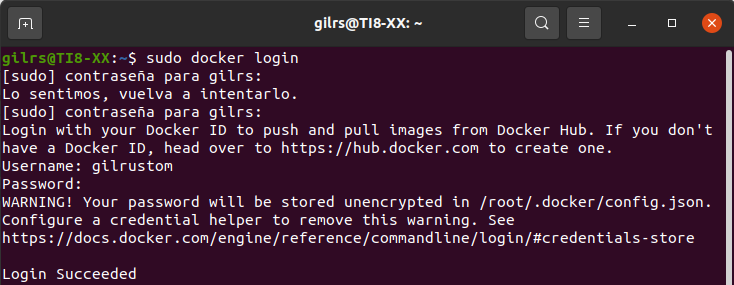 gilrs@TI8-XX: ~
gilrs@TI8-XX:~$ sudo docker login
[sudo] contraseña para gilrs:
Lo sentimos, vuelva a intentarlo.
[sudo] contraseña para gilrs:
Login with your Docker ID to push and pull images from Docker Hub. If you don't
have a Docker ID, head over to https://hub.docker.com to create one.
Username: gilrustom
Password:
WARNING! Your password will be stored unencrypted in /root/.docker/config.json.
Configure a credential helper to remove this warning. See
https://docs.docker.com/engine/reference/commandline/login/#credentials-store
Login Succeeded